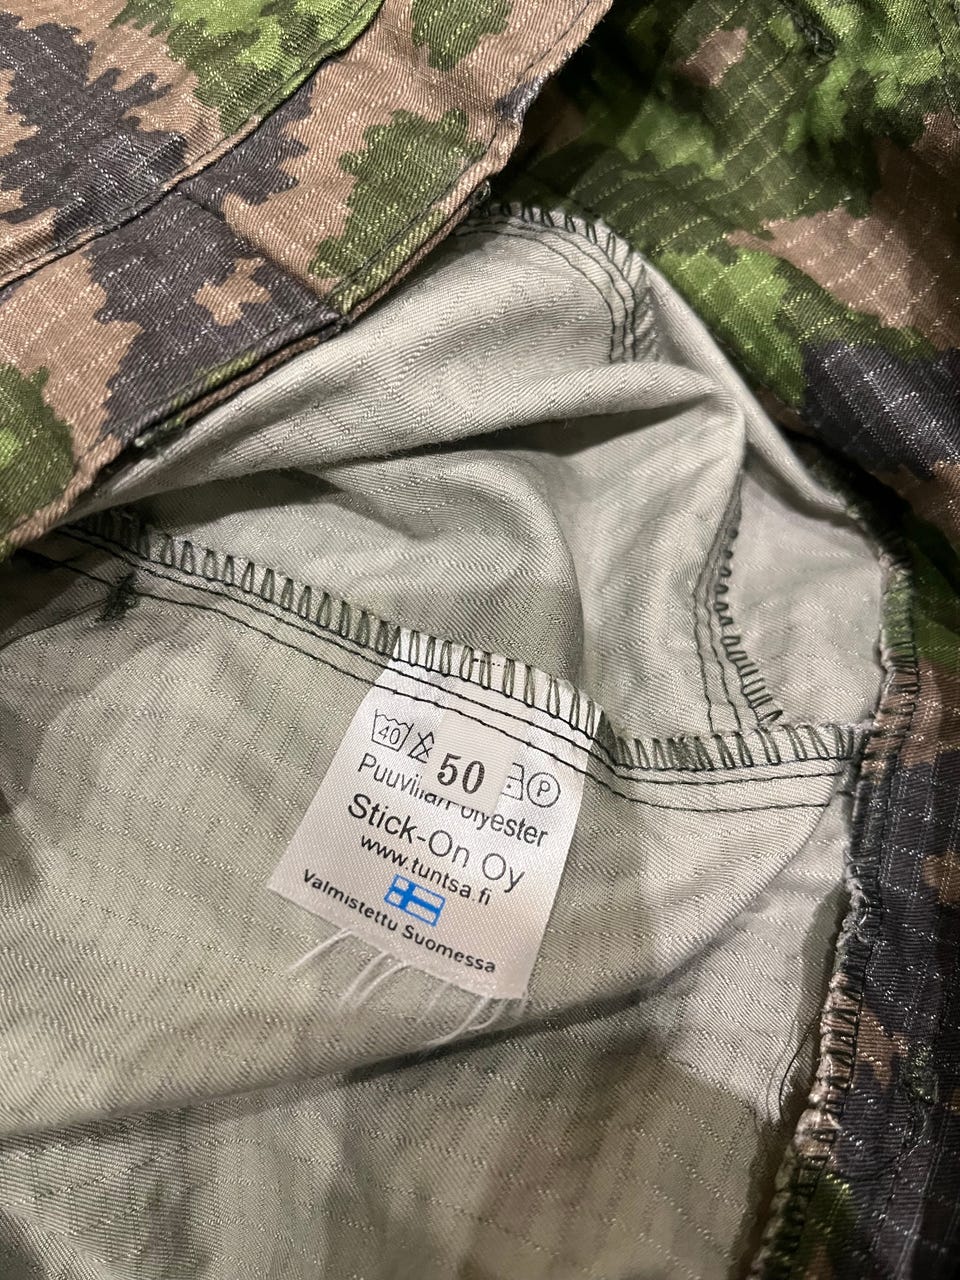 40 50 P
Puuvilla/Polyester
Stick-On Oy
www.tuntsa.fi
Valmistettu Suomessa